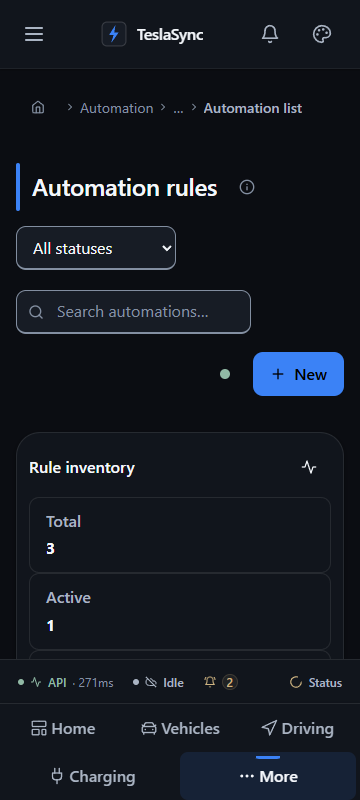 TeslaSync
Automation
...
Automation list
Automation rules
All statuses
Search automations...
New
Rule inventory
Total
3
Active
1
API · 271ms
Idle
2
Status
Home
Vehicles
Driving
Charging
More